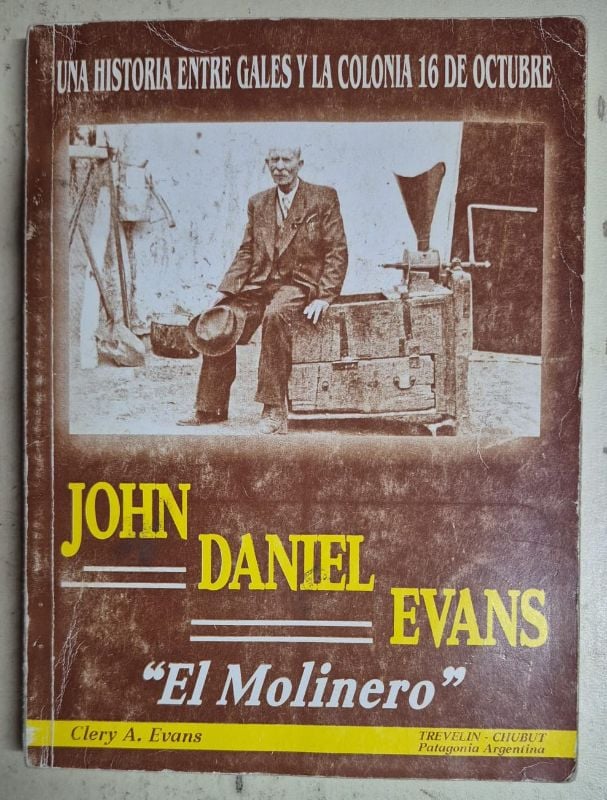 UNA HISTORIA ENTRE GALES Y LA COLONIA 16 DE OCTUBRE
JOHN
DANIEL
EVANS
"El Molinero"
Clery A. Evans
TREVELIN - CHUBUT
Patagonia Argentina